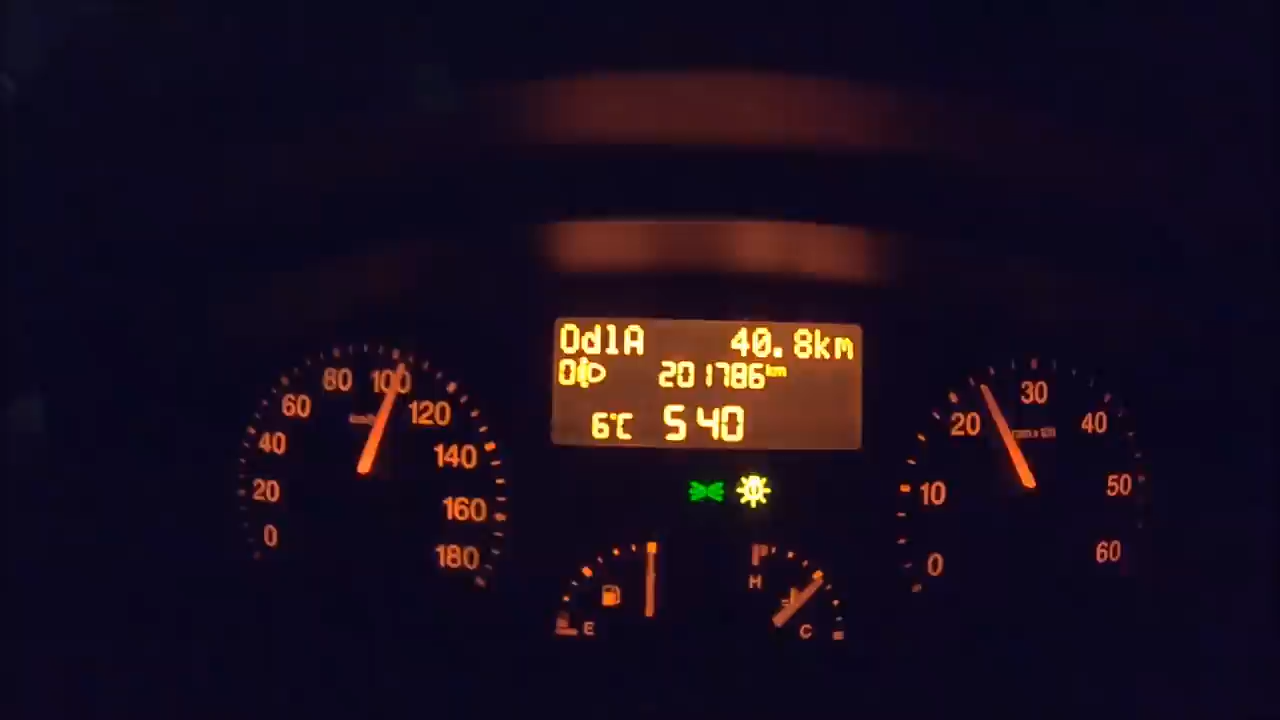 OdlA 40.8km
201786km
6°C 5 40
0 20 40 60 80 100 120 140 160 180
km/h
0 10 20 30 40 50 60
E
H
C